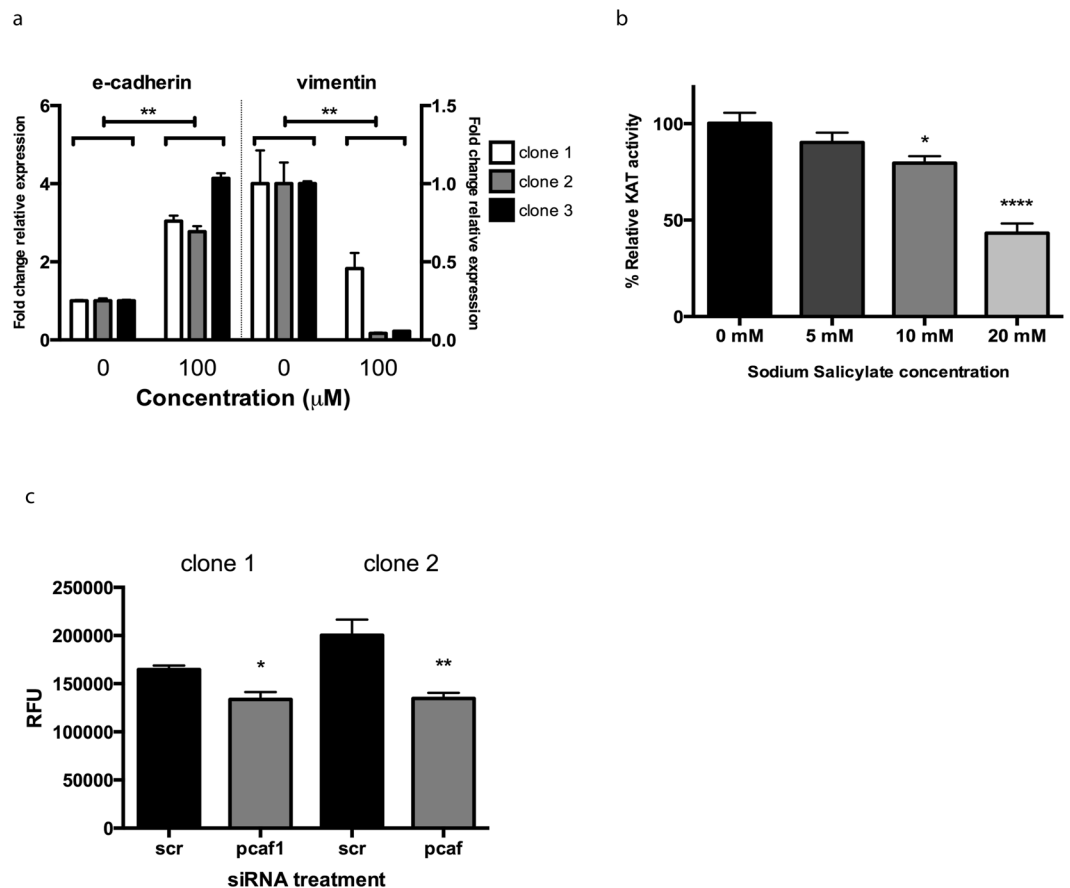 a
e-cadherin
vimentin
**
**
6
4
2
0
1.5
1.0
0.5
0.0
Fold change relative expression
Fold change relative expression
clone 1
clone 2
clone 3
0
100
0
100
Concentration (μM)
b
100
50
0
% Relative KAT activity
*
****
0 mM
5 mM
10 mM
20 mM
Sodium Salicylate concentration
c
clone 1
clone 2
250000
200000
150000
100000
50000
0
RFU
*
**
scr
pcaf1
scr
pcaf
siRNA treatment